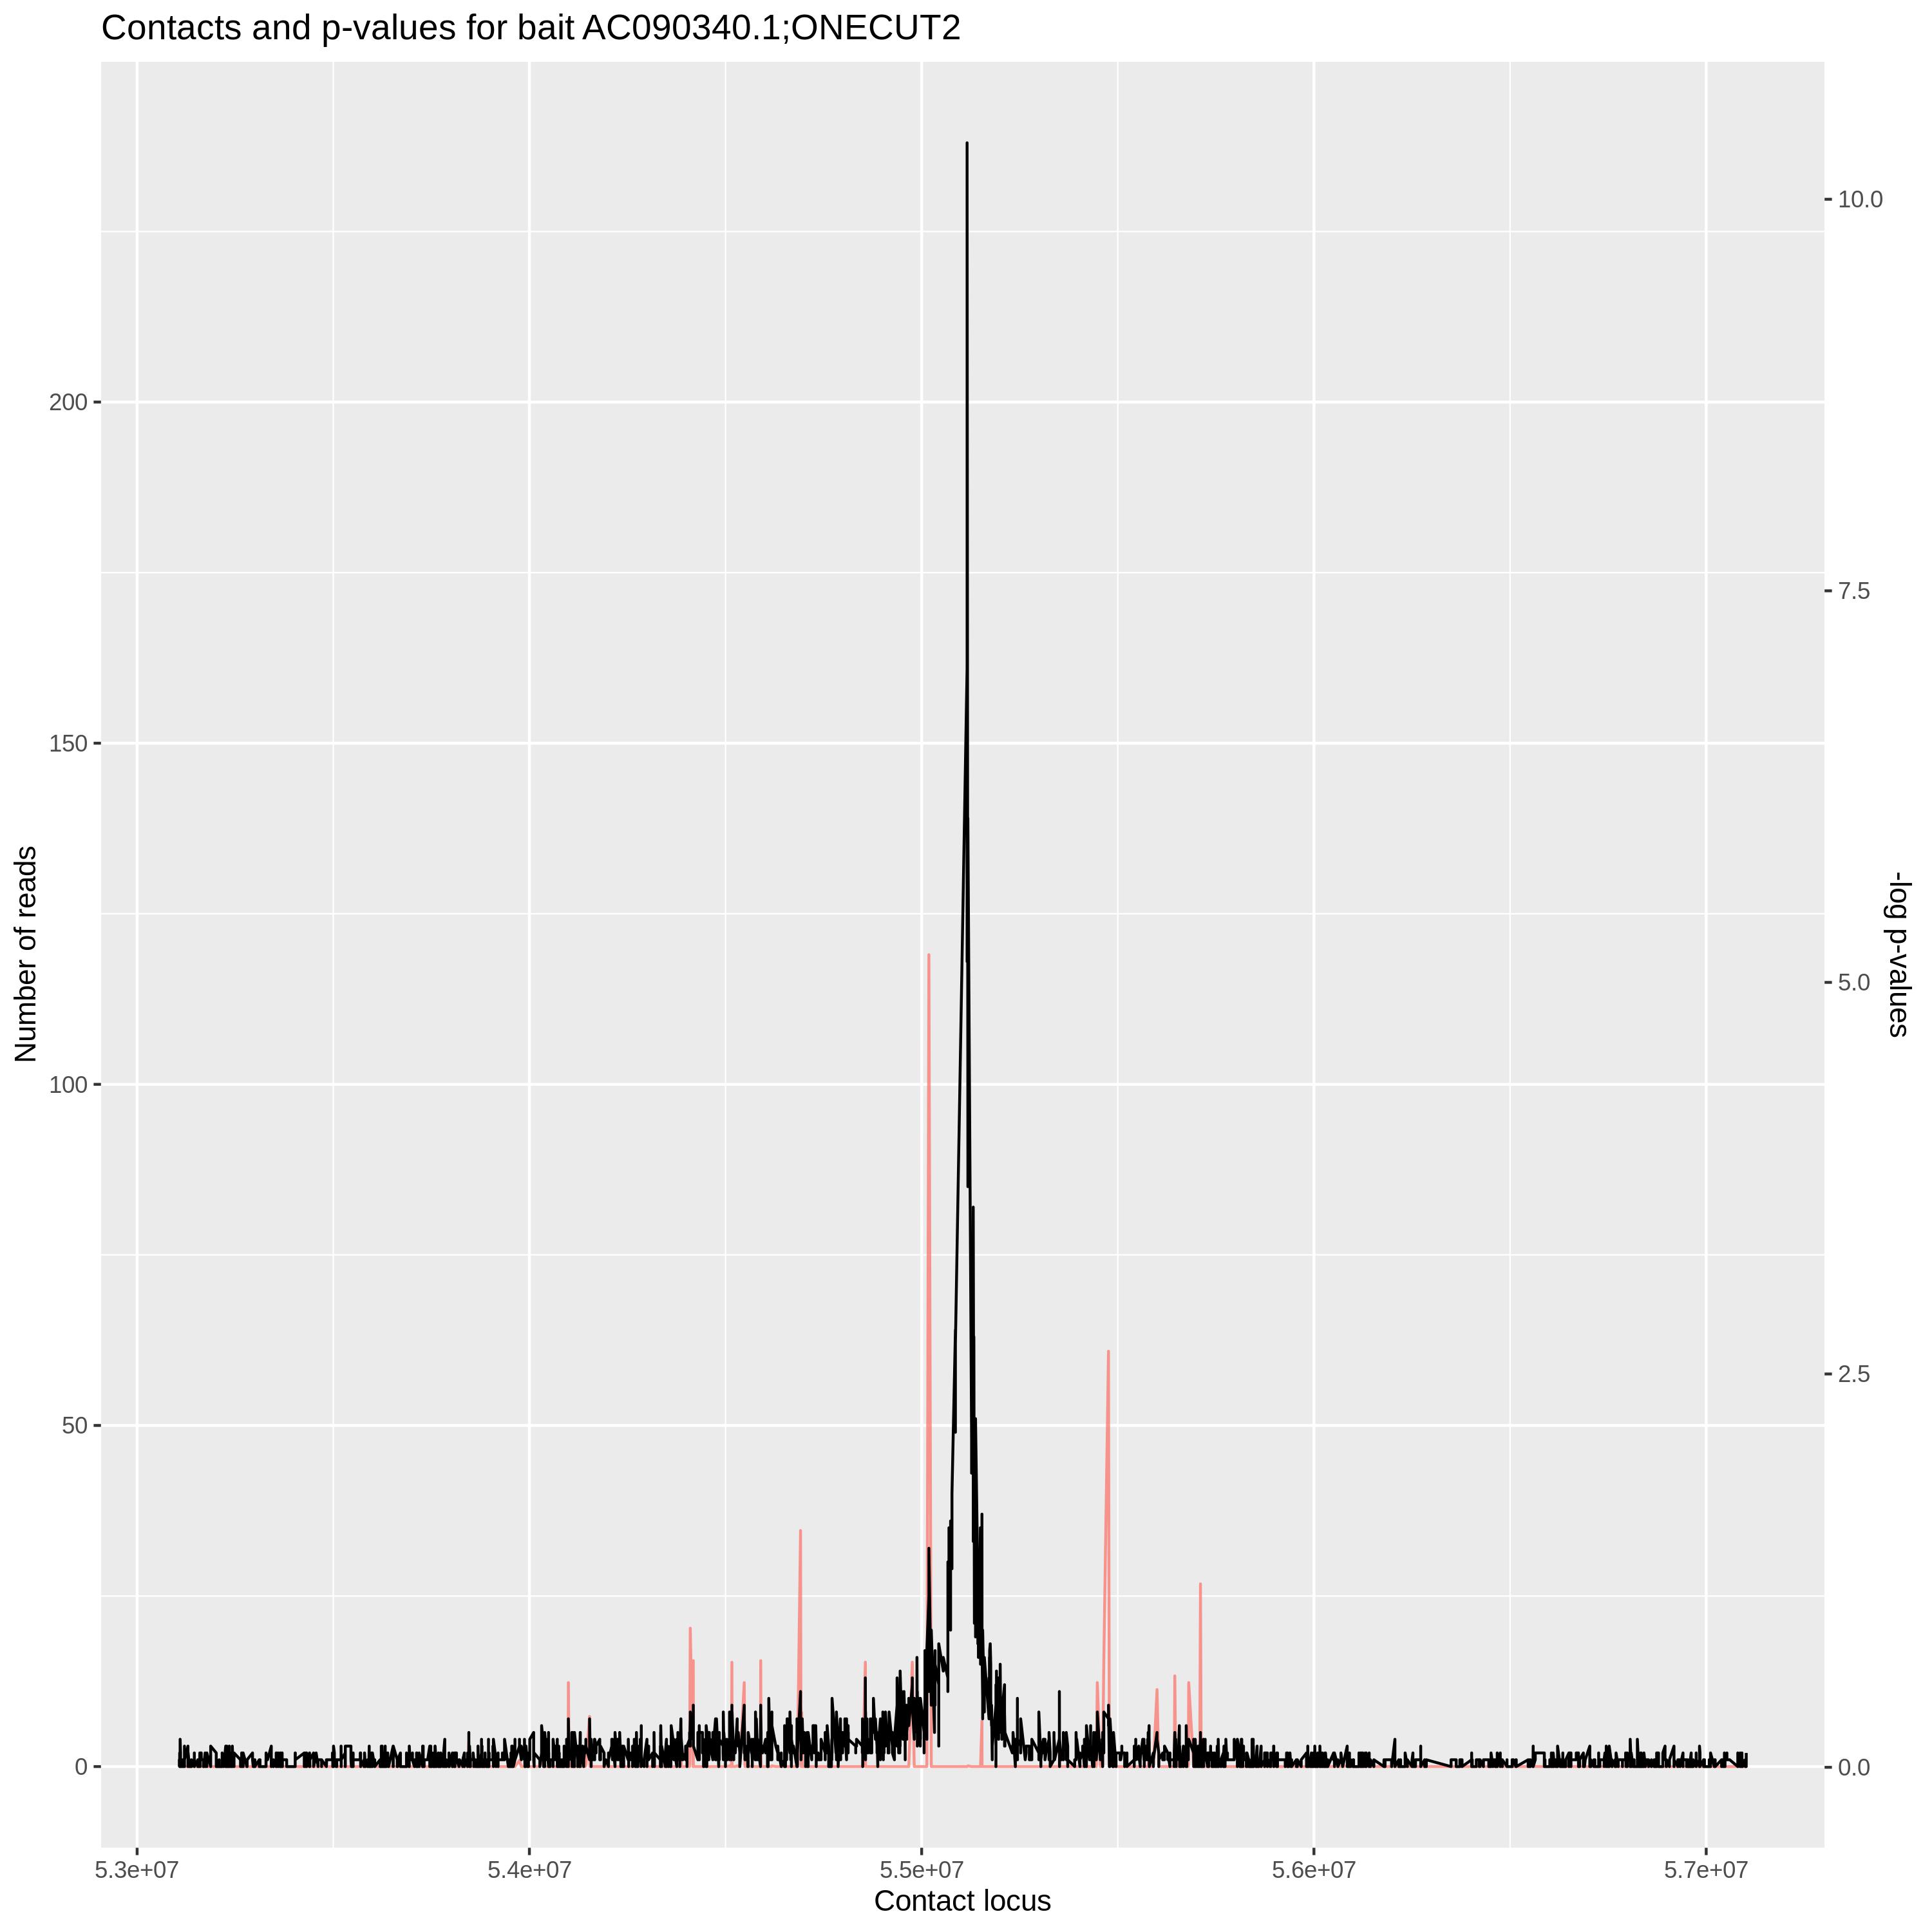 Contacts and p-values for bait AC090340.1;ONECUT2
Number of reads
200
150
100
50
0
10.0
7.5
5.0
2.5
0.0
-log p-values
5.3e+07
5.4e+07
5.5e+07
5.6e+07
5.7e+07
Contact locus